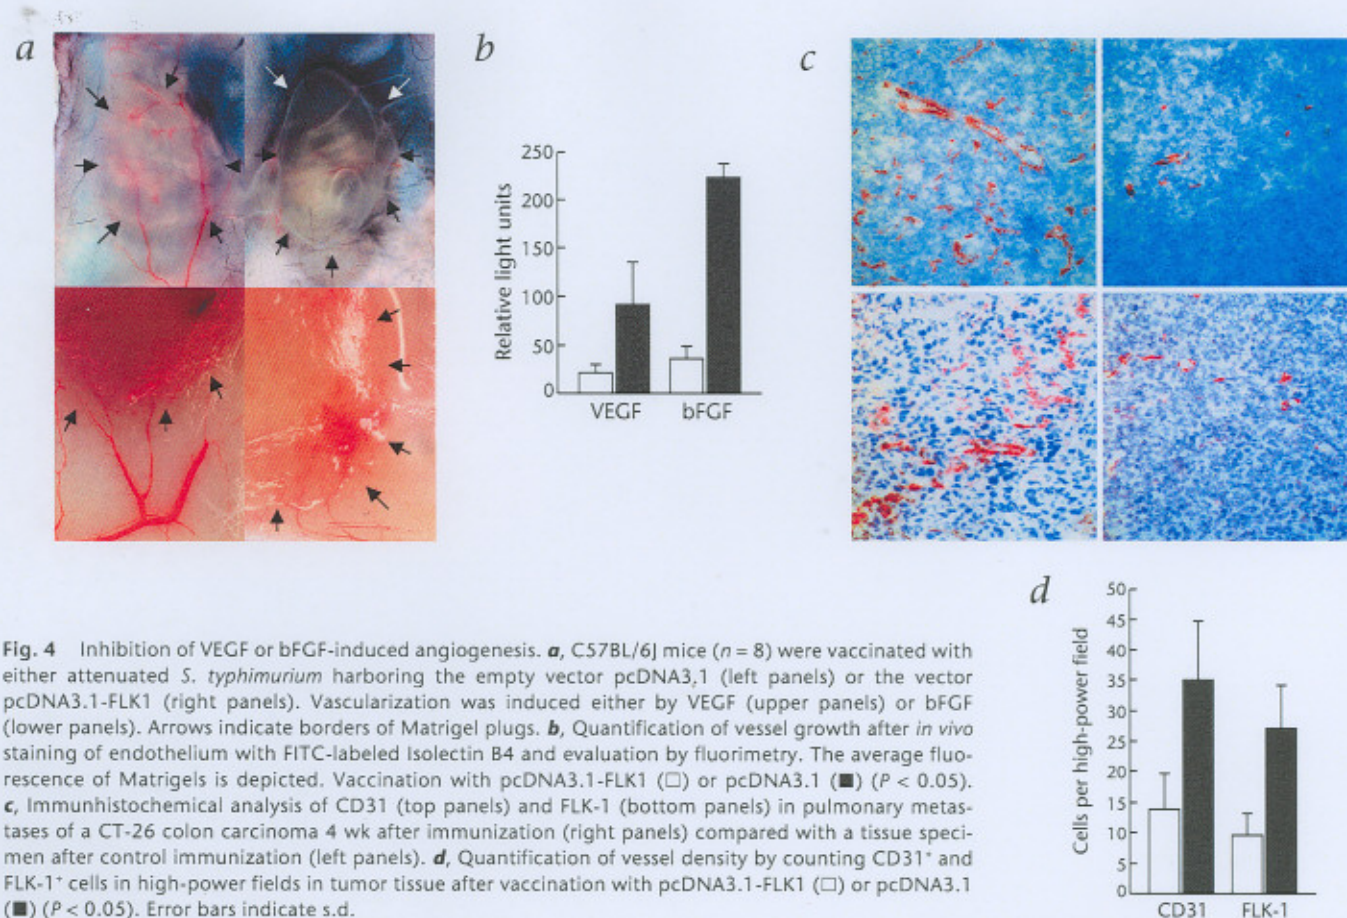 a
b
c
250
200
150
100
50
0
Relative light units
VEGF bFGF
d
50
45
40
35
30
25
20
15
10
5
0
Cells per high-power field
CD31 FLK-1
Fig. 4 Inhibition of VEGF or bFGF-induced angiogenesis. a, C57BL/6J mice (n = 8) were vaccinated with
either attenuated S. typhimurium harboring the empty vector pcDNA3.1 (left panels) or the vector
pcDNA3.1-FLK1 (right panels). Vascularization was induced either by VEGF (upper panels) or bFGF
(lower panels). Arrows indicate borders of Matrigel plugs. b, Quantification of vessel growth after in vivo
staining of endothelium with FITC-labeled Isolectin B4 and evaluation by fluorimetry. The average fluo-
rescence of Matrigels is depicted. Vaccination with pcDNA3.1-FLK1 (□) or pcDNA3.1 (■) (P < 0.05).
c, Immunhistochemical analysis of CD31 (top panels) and FLK-1 (bottom panels) in pulmonary metas-
tases of a CT-26 colon carcinoma 4 wk after immunization (right panels) compared with a tissue speci-
men after control immunization (left panels). d, Quantification of vessel density by counting CD31⁺ and
FLK-1⁺ cells in high-power fields in tumor tissue after vaccination with pcDNA3.1-FLK1 (□) or pcDNA3.1
(■) (P < 0.05). Error bars indicate s.d.